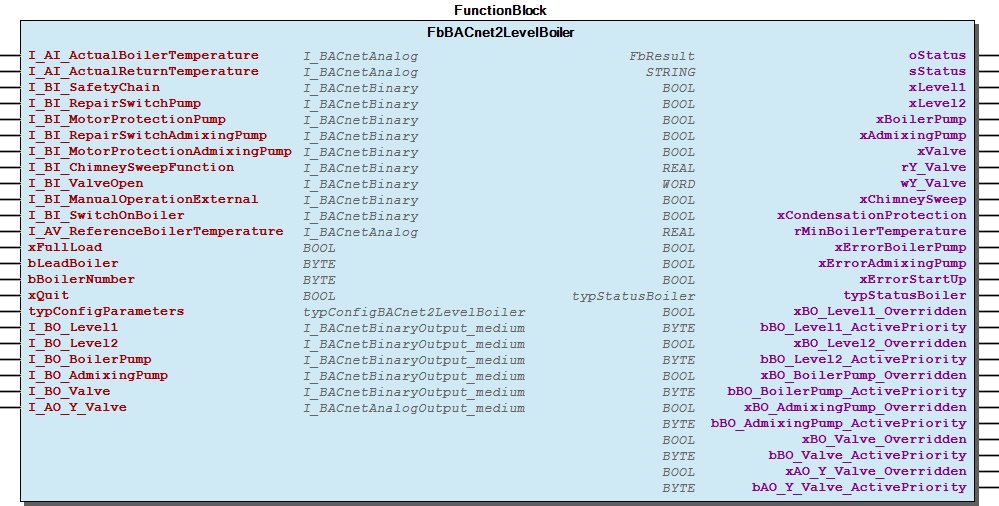 FunctionBlock
FbBACnet2LevelBoiler
I_AI_ActualBoilerTemperature I_BACnetAnalog FbResult oStatus
I_AI_ActualReturnTemperature I_BACnetAnalog STRING sStatus
I_BI_SafetyChain I_BACnetBinary BOOL xLevel1
I_BI_RepairSwitchPump I_BACnetBinary BOOL xLevel2
I_BI_MotorProtectionPump I_BACnetBinary BOOL xBoilerPump
I_BI_RepairSwitchAdmixingPump I_BACnetBinary BOOL xAdmixingPump
I_BI_MotorProtectionAdmixingPump I_BACnetBinary BOOL xValve
I_BI_ChimneySweepFunction I_BACnetBinary REAL rY_Valve
I_BI_ValveOpen I_BACnetBinary WORD wY_Valve
I_BI_ManualOperationExternal I_BACnetBinary BOOL xChimneySweep
I_BI_SwitchOnBoiler I_BACnetBinary BOOL xCondensationProtection
I_AV_ReferenceBoilerTemperature I_BACnetAnalog REAL rMinBoilerTemperature
xFullLoad BOOL BOOL xErrorBoilerPump
bLeadBoiler BYTE BOOL xErrorAdmixingPump
bBoilerNumber BYTE BOOL xErrorStartUp
xQuit BOOL typStatusBoiler typStatusBoiler
typConfigParameters typConfigBACnet2LevelBoiler BOOL xBO_Level1_Overridden
I_BO_Level1 I_BACnetBinaryOutput_medium BYTE bBO_Level1_ActivePriority
I_BO_Level2 I_BACnetBinaryOutput_medium BOOL xBO_Level2_Overridden
I_BO_BoilerPump I_BACnetBinaryOutput_medium BYTE bBO_Level2_ActivePriority
I_BO_AdmixingPump I_BACnetBinaryOutput_medium BOOL xBO_BoilerPump_Overridden
I_BO_Valve I_BACnetBinaryOutput_medium BYTE bBO_BoilerPump_ActivePriority
I_AO_Y_Valve I_BACnetAnalogOutput_medium BOOL xBO_AdmixingPump_Overridden
BYTE bBO_AdmixingPump_ActivePriority
BOOL xBO_Valve_Overridden
BYTE bBO_Valve_ActivePriority
BOOL xAO_Y_Valve_Overridden
BYTE bAO_Y_Valve_ActivePriority